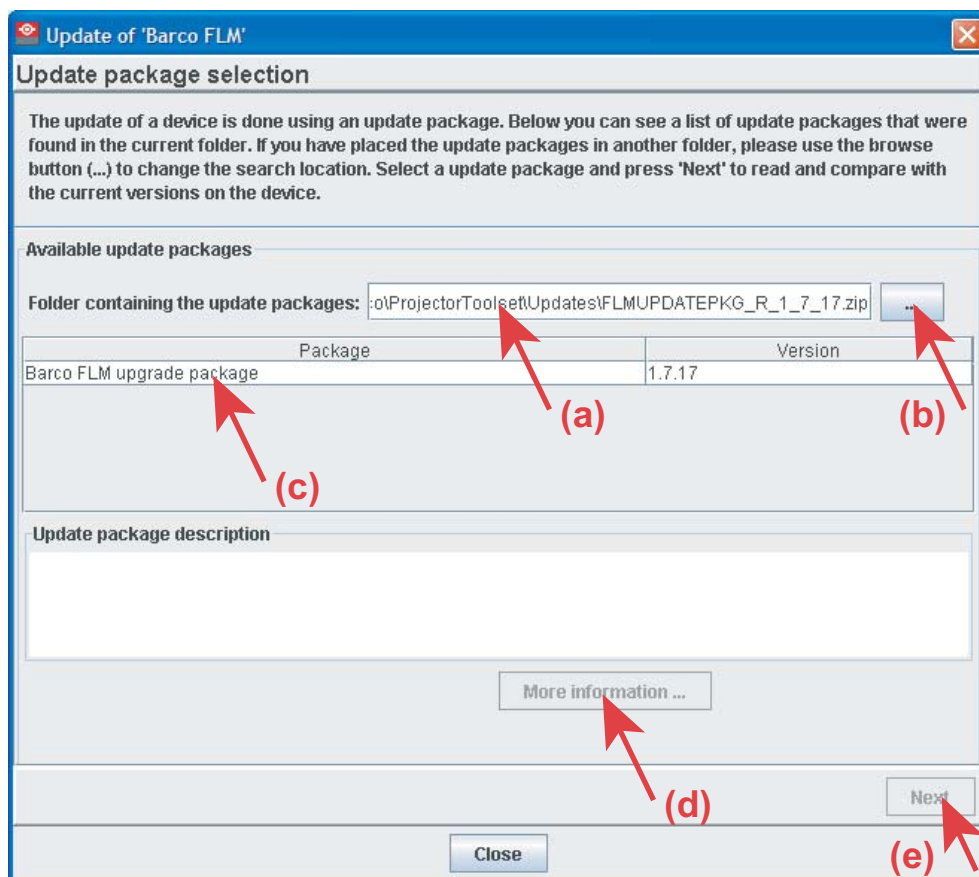 Update of 'Barco FLM'
Update package selection
The update of a device is done using an update package. Below you can see a list of update packages that were
found in the current folder. If you have placed the update packages in another folder, please use the browse
button (...) to change the search location. Select a update package and press 'Next' to read and compare with
the current versions on the device.
Available update packages
Folder containing the update packages: :o\ProjectorToolset\Updates\FLMUPDATEPKG_R_1_7_17.zip ...
Package Version
Barco FLM upgrade package 1.7.17
(a) (b)
(c)
Update package description
More information ...
(d)
Next
(e)
Close